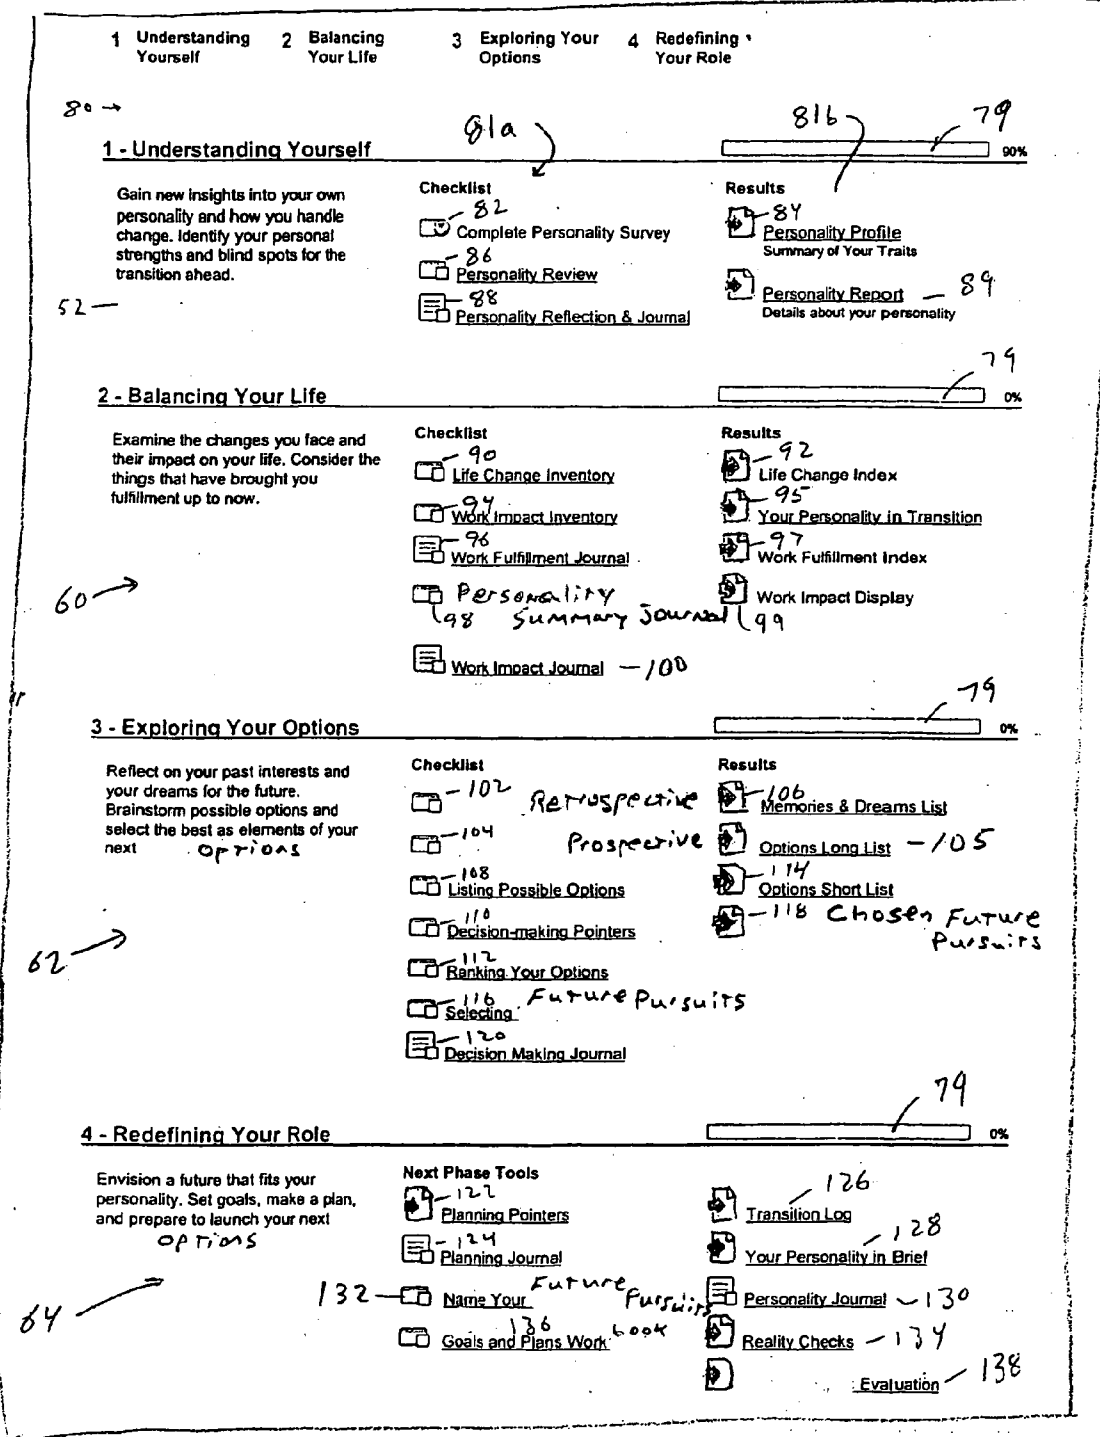 1 Understanding Yourself
2 Balancing Your Life
3 Exploring Your Options
4 Redefining Your Role
80
81a
81b
79
1 - Understanding Yourself
90%
Gain new insights into your own
personality and how you handle
change. Identify your personal
strengths and blind spots for the
transition ahead.
52
Checklist
82
Complete Personality Survey
86
Personality Review
88
Personality Reflection & Journal
Results
84
Personality Profile
Summary of Your Traits
Personality Report 89
Details about your personality
79
2 - Balancing Your Life
0%
Examine the changes you face and
their impact on your life. Consider the
things that have brought you
fulfillment up to now.
60
Checklist
90
Life Change Inventory
94
Work Impact Inventory
96
Work Fulfillment Journal
Personality
98 Summary Journal
Work Impact Journal 100
Results
92
Life Change Index
95
Your Personality in Transition
97
Work Fulfillment Index
Work Impact Display
99
79
3 - Exploring Your Options
0%
Reflect on your past interests and
your dreams for the future.
Brainstorm possible options and
select the best as elements of your
next options
62
Checklist
102 Retrospective
104 Prospective
108
Listing Possible Options
110
Decision-making Pointers
112
Ranking Your Options
116 Future Pursuits
Selecting
120
Decision Making Journal
Results
106
Memories & Dreams List
Options Long List 105
114
Options Short List
118 Chosen Future
Pursuits
79
4 - Redefining Your Role
0%
Envision a future that fits your
personality. Set goals, make a plan,
and prepare to launch your next
options
64
Next Phase Tools
122
Planning Pointers
124
Planning Journal
132 Name Your Future
Pursuits
136
Goals and Plans Work book
126
Transition Log
128
Your Personality in Brief
Personality Journal 130
Reality Checks 134
Evaluation 138